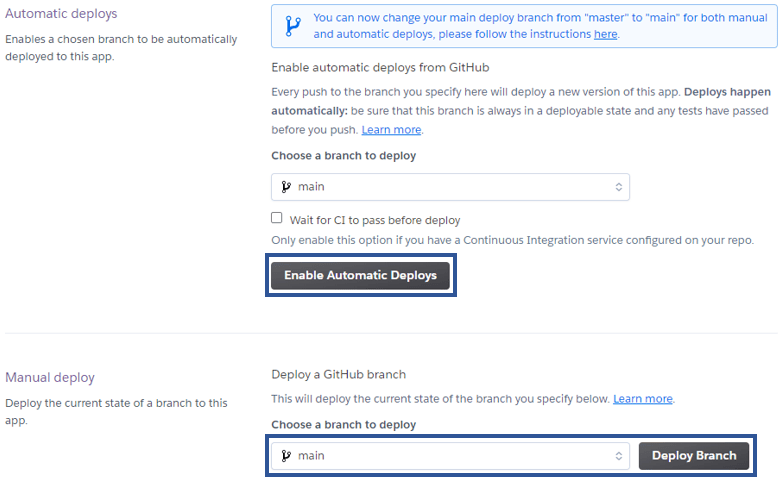 Automatic deploys
Enables a chosen branch to be automatically
deployed to this app.
You can now change your main deploy branch from "master" to "main" for both manual
and automatic deploys, please follow the instructions here.
Enable automatic deploys from GitHub
Every push to the branch you specify here will deploy a new version of this app. Deploys happen
automatically: be sure that this branch is always in a deployable state and any tests have passed
before you push. Learn more.
Choose a branch to deploy
main
Wait for CI to pass before deploy
Only enable this option if you have a Continuous Integration service configured on your repo.
Enable Automatic Deploys
Manual deploy
Deploy the current state of a branch to this
app.
Deploy a GitHub branch
This will deploy the current state of the branch you specify below. Learn more.
Choose a branch to deploy
main
Deploy Branch